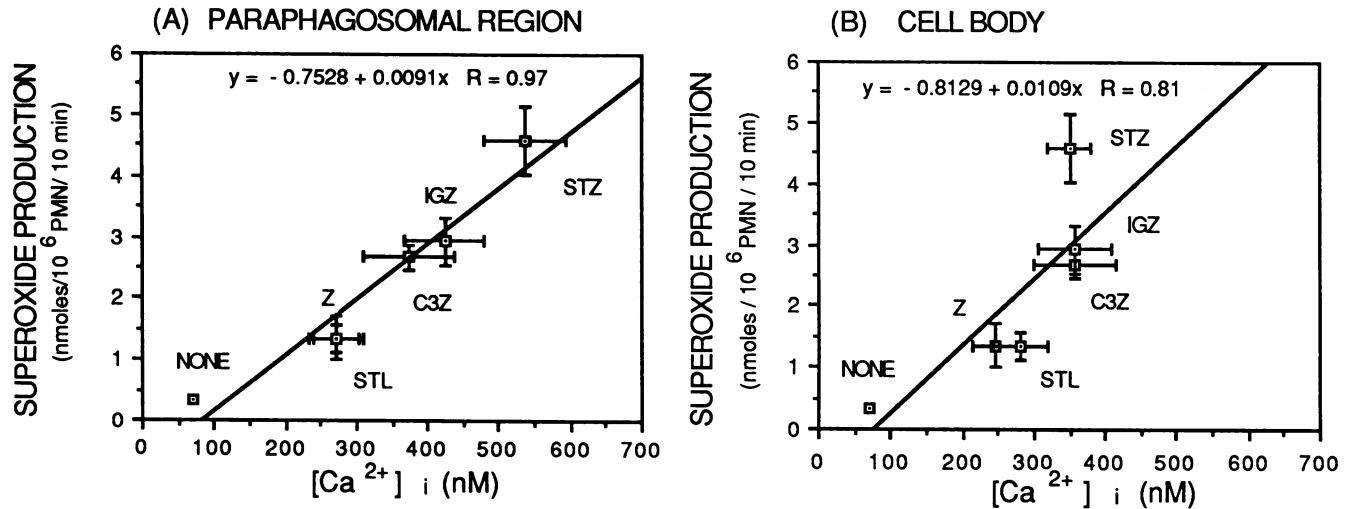 (A) PARAPHAGOSOMAL REGION
SUPEROXIDE PRODUCTION
(nmoles/10 6 PMN/ 10 min)
6
5
4
3
2
1
0
y = - 0.7528 + 0.0091x R = 0.97
STZ
IGZ
C3Z
Z
STL
NONE
0 100 200 300 400 500 600 700
[Ca 2+ ] i (nM)
(B) CELL BODY
SUPEROXIDE PRODUCTION
(nmoles / 10 6 PMN / 10 min)
6
5
4
3
2
1
0
y = - 0.8129 + 0.0109x R = 0.81
STZ
IGZ
C3Z
Z
STL
NONE
0 100 200 300 400 500 600 700
[Ca 2+ ] i (nM)